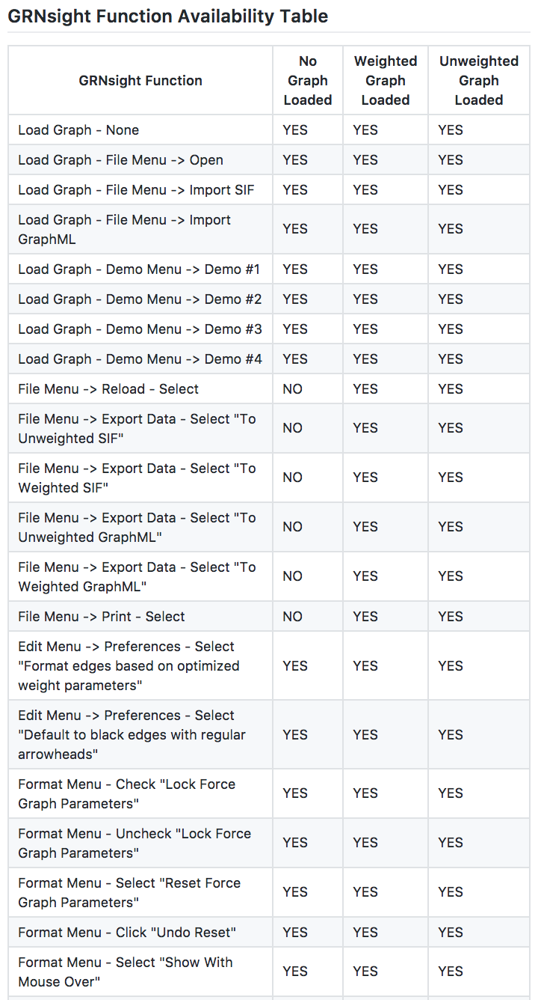 GRNsight Function Availability Table
GRNsight Function
No
Graph
Loaded
Weighted
Graph
Loaded
Unweighted
Graph
Loaded
Load Graph - None YES YES YES
Load Graph - File Menu -> Open YES YES YES
Load Graph - File Menu -> Import SIF YES YES YES
Load Graph - File Menu -> Import
GraphML
YES YES YES
Load Graph - Demo Menu -> Demo #1 YES YES YES
Load Graph - Demo Menu -> Demo #2 YES YES YES
Load Graph - Demo Menu -> Demo #3 YES YES YES
Load Graph - Demo Menu -> Demo #4 YES YES YES
File Menu -> Reload - Select NO YES YES
File Menu -> Export Data - Select "To
Unweighted SIF"
NO YES YES
File Menu -> Export Data - Select "To
Weighted SIF"
NO YES YES
File Menu -> Export Data - Select "To
Unweighted GraphML"
NO YES YES
File Menu -> Export Data - Select "To
Weighted GraphML"
NO YES YES
File Menu -> Print - Select NO YES YES
Edit Menu -> Preferences - Select
"Format edges based on optimized
weight parameters"
YES YES YES
Edit Menu -> Preferences - Select
"Default to black edges with regular
arrowheads"
YES YES YES
Format Menu - Check "Lock Force
Graph Parameters"
YES YES YES
Format Menu - Uncheck "Lock Force
Graph Parameters"
YES YES YES
Format Menu - Select "Reset Force
Graph Parameters"
YES YES YES
Format Menu - Click "Undo Reset" YES YES YES
Format Menu - Select "Show With
Mouse Over"
YES YES YES